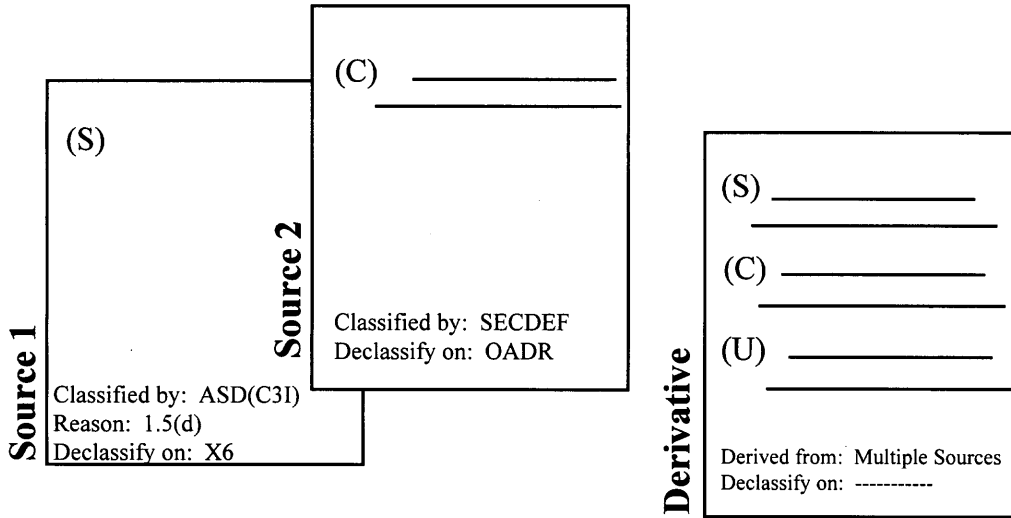 Source 1
(S)
Classified by: ASD(C3I)
Reason: 1.5(d)
Declassify on: X6
Source 2
(C)
Classified by: SECDEF
Declassify on: OADR
Derivative
(S)
(C)
(U)
Derived from: Multiple Sources
Declassify on: -----------